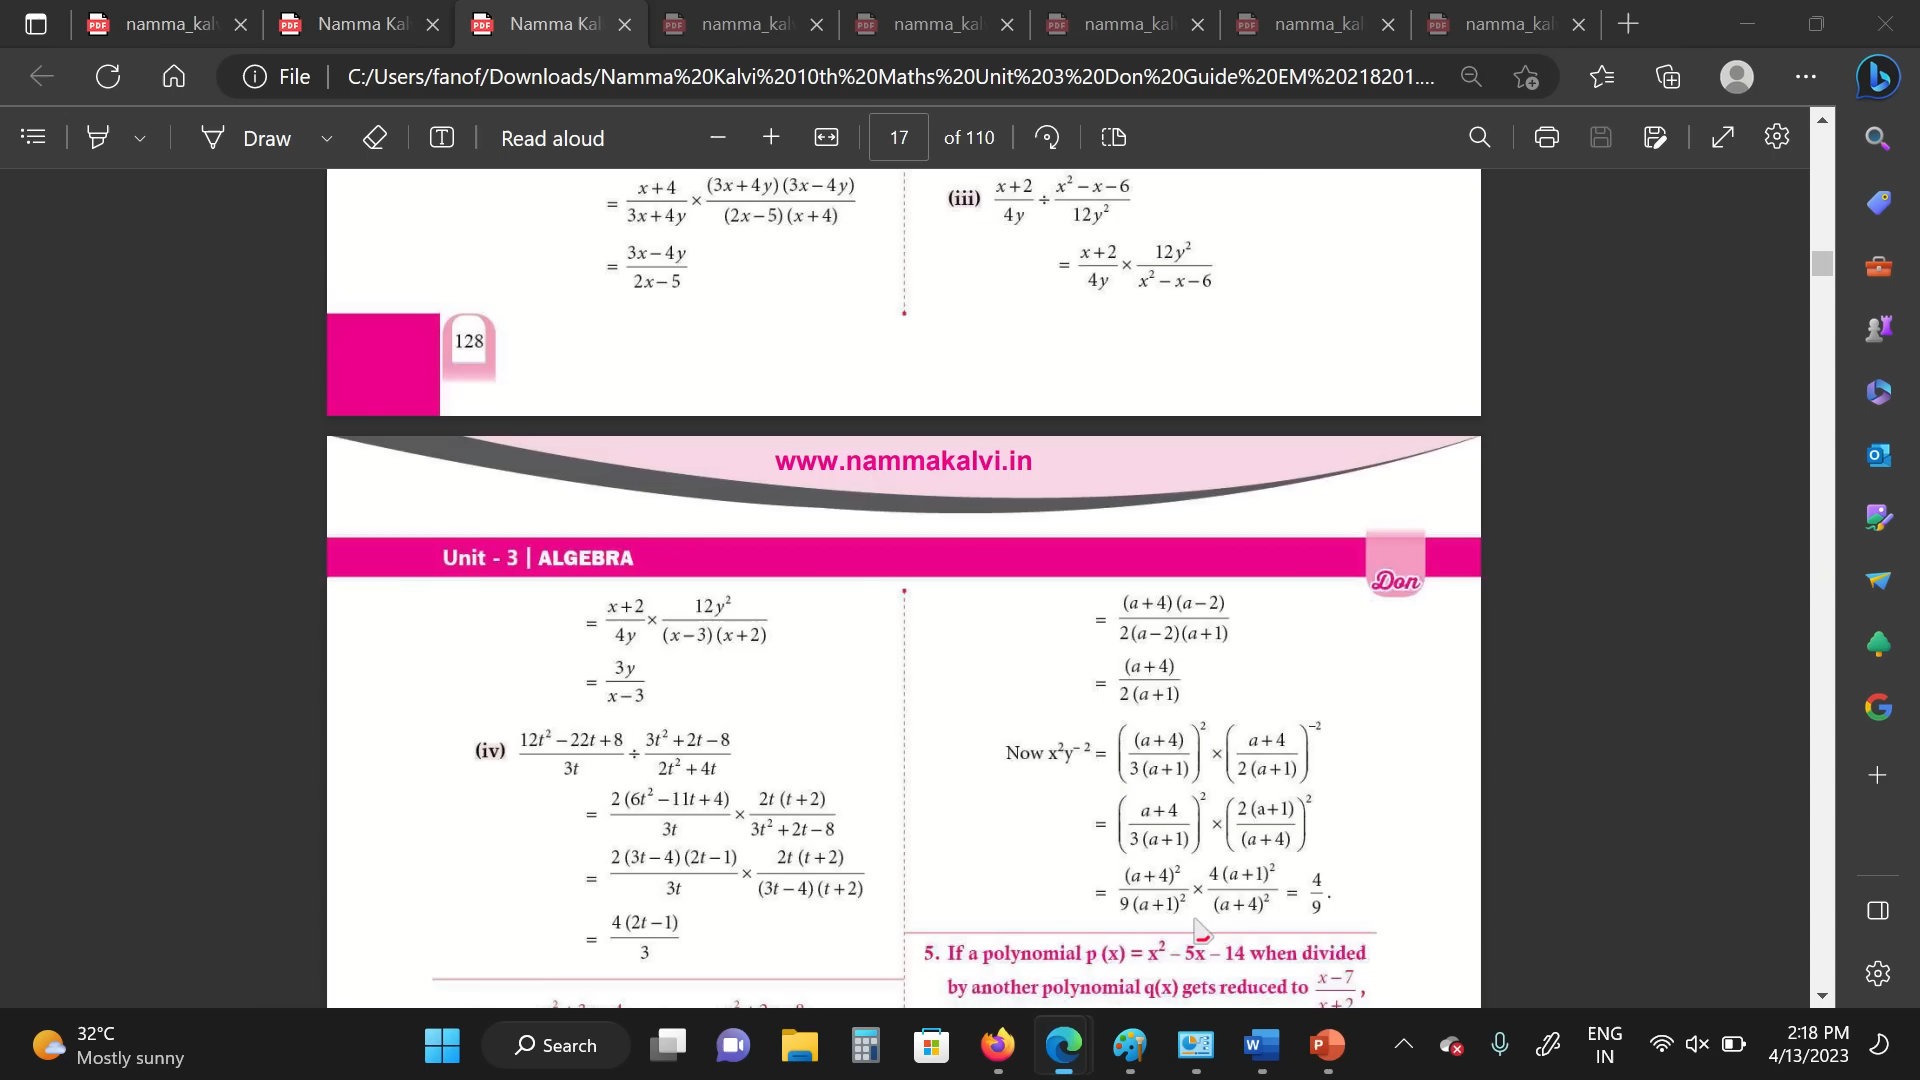 namma_kal
Namma Kal
Namma Kal
namma_kal
namma_kal
namma_kal
namma_kal
namma_kal
File
C:/Users/fanof/Downloads/Namma%20Kalvi%2010th%20Maths%20Unit%203%20Don%20Guide%20EM%20218201....
Draw
Read aloud
17 of 110
= (x+4)/(3x+4y) × ((3x+4y)(3x−4y))/((2x−5)(x+4))
= (3x−4y)/(2x−5)
128
(iii) (x+2)/(4y) ÷ (x²−x−6)/(12y²)
= (x+2)/(4y) × (12y²)/(x²−x−6)
www.nammakalvi.in
Unit - 3 | ALGEBRA
Don
= (x+2)/(4y) × (12y²)/((x−3)(x+2))
= (3y)/(x−3)
(iv) (12t²−22t+8)/(3t) ÷ (3t²+2t−8)/(2t²+4t)
= (2(6t²−11t+4))/(3t) × (2t(t+2))/(3t²+2t−8)
= (2(3t−4)(2t−1))/(3t) × (2t(t+2))/((3t−4)(t+2))
= (4(2t−1))/3
= ((a+4)(a−2))/(2(a−2)(a+1))
= (a+4)/(2(a+1))
Now x²y⁻² = ((a+4)/(3(a+1)))² × ((a+4)/(2(a+1)))⁻²
= ((a+4)/(3(a+1)))² × ((2(a+1))/(a+4))²
= ((a+4)²)/(9(a+1)²) × (4(a+1)²)/((a+4)²) = 4/9.
5. If a polynomial p (x) = x² – 5x – 14 when divided
by another polynomial q(x) gets reduced to (x−7)/(x+2),
32°C
Mostly sunny
Search
ENG
IN
2:18 PM
4/13/2023